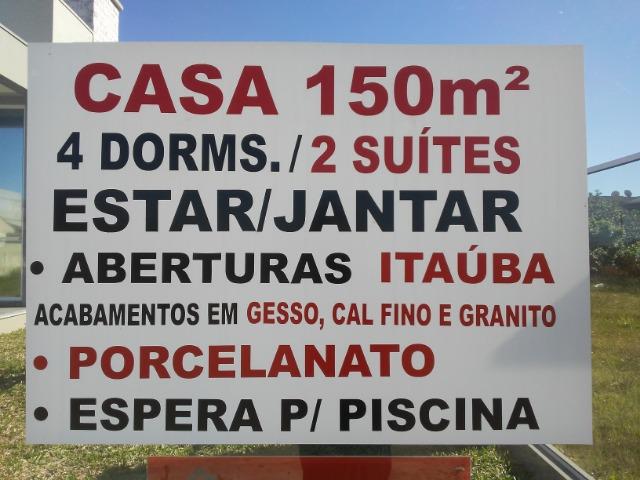 CASA 150m²
4 DORMS./2 SUÍTES
ESTAR/JANTAR
• ABERTURAS ITAÚBA
ACABAMENTOS EM GESSO, CAL FINO E GRANITO
• PORCELANATO
• ESPERA P/ PISCINA